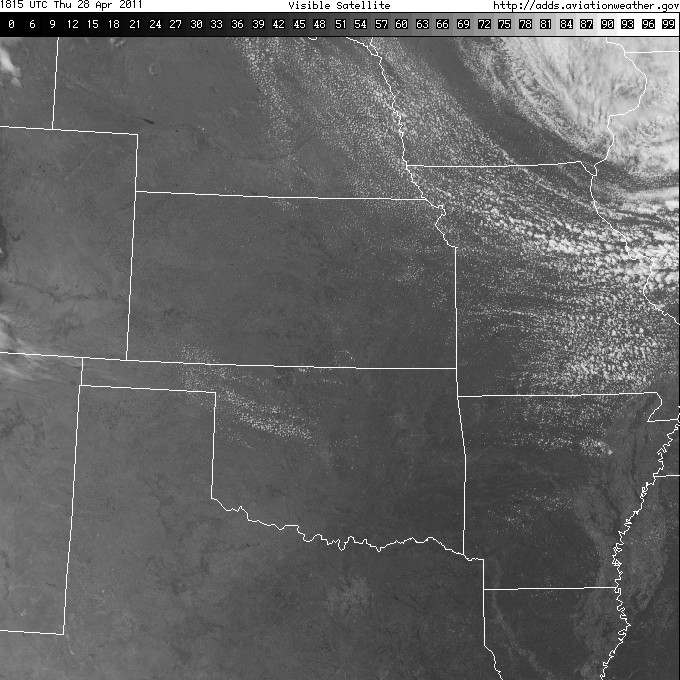 1815 UTC Thu 28 Apr 2011 Visible Satellite http://adds.aviationweather.gov
0 6 9 12 15 18 21 24 27 30 33 36 39 42 45 48 51 54 57 60 63 66 69 72 75 78 81 84 87 90 93 96 99